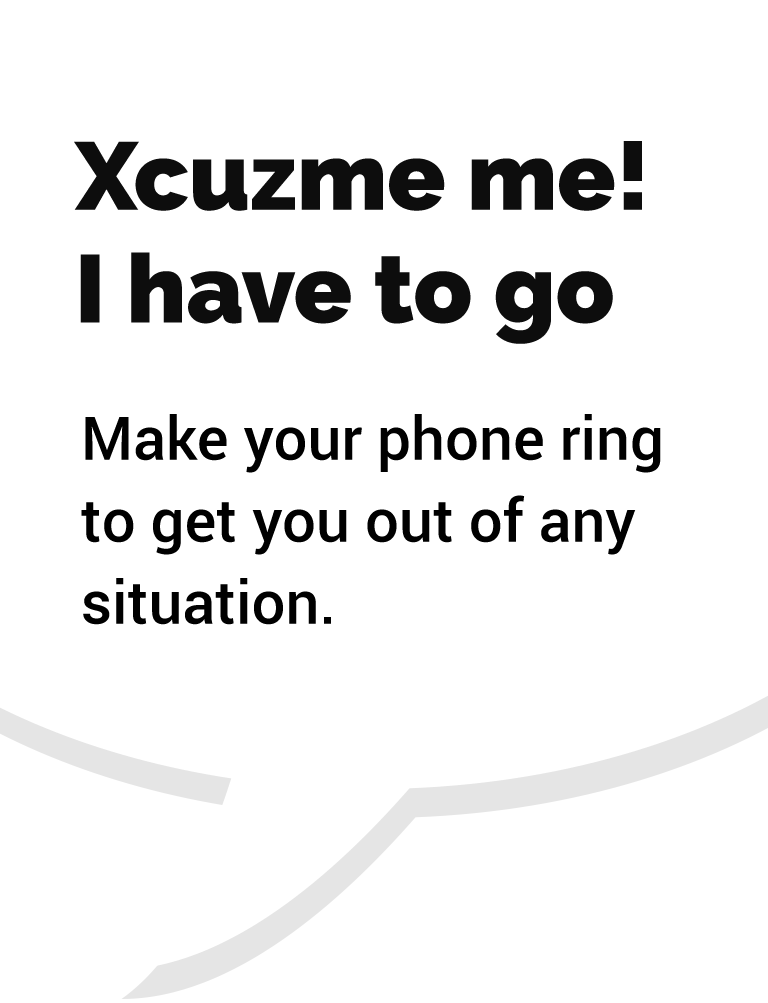 Xcuzme me!
I have to go
Make your phone ring
to get you out of any
situation.